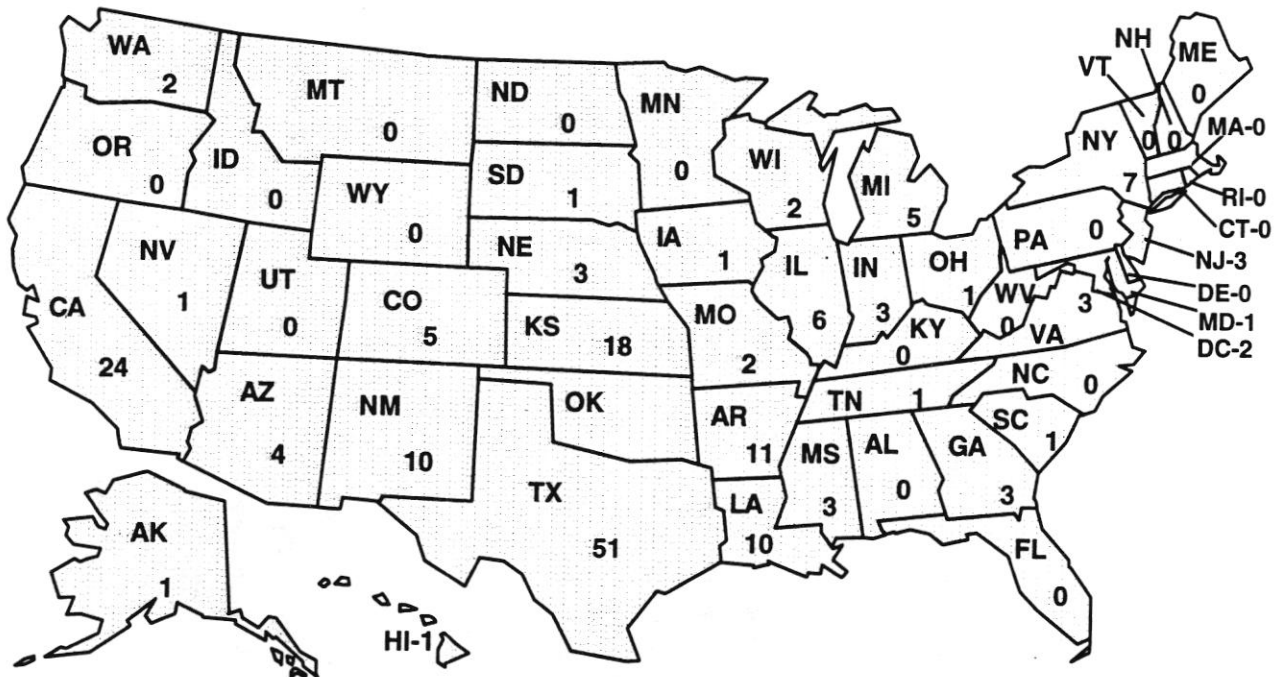 WA
2
MT
0
ND
0
MN
0
OR
0
ID
0
WY
0
SD
1
WI
2
MI
5
NH
VT
ME
0
0
0
MA-0
NY
7
RI-0
CT-0
PA
0
NJ-3
DE-0
MD-1
DC-2
NV
1
UT
0
CA
24
CO
5
NE
3
IA
1
IL
6
IN
3
OH
1
WV
0
VA
3
KS
18
MO
2
KY
0
AZ
4
NM
10
OK
AR
11
TN
1
NC
0
SC
1
MS
3
AL
0
GA
3
TX
51
LA
10
FL
0
AK
1
HI-1